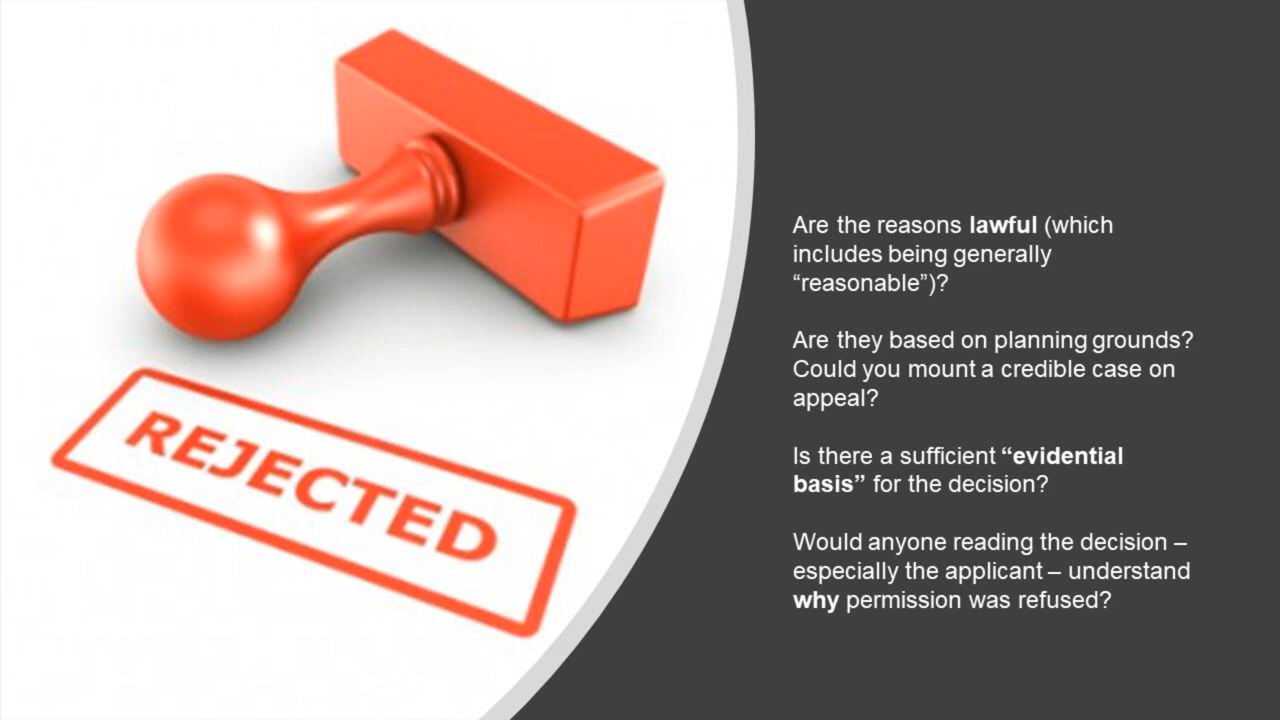 REJECTED
Are the reasons lawful (which
includes being generally
“reasonable”)?
Are they based on planning grounds?
Could you mount a credible case on
appeal?
Is there a sufficient “evidential
basis” for the decision?
Would anyone reading the decision –
especially the applicant – understand
why permission was refused?